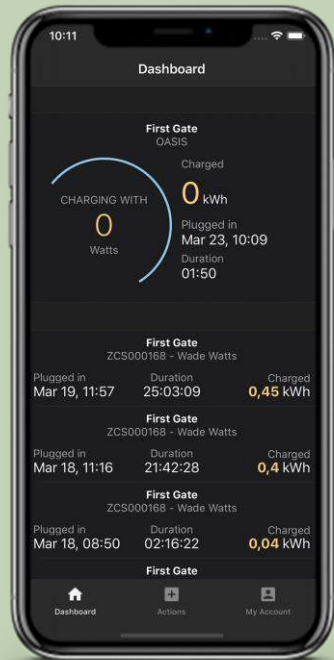 10:11
Dashboard
First Gate
OASIS
CHARGING WITH
0
Watts
Charged
0 kWh
Plugged in
Mar 23, 10:09
Duration
01:50
First Gate
ZCS000168 - Wade Watts
Plugged in Duration Charged
Mar 19, 11:57 25:03:09 0,45 kWh
First Gate
ZCS000168 - Wade Watts
Plugged in Duration Charged
Mar 18, 11:16 21:42:28 0,4 kWh
First Gate
ZCS000168 - Wade Watts
Plugged in Duration Charged
Mar 18, 08:50 02:16:22 0,04 kWh
First Gate
Dashboard Actions My Account